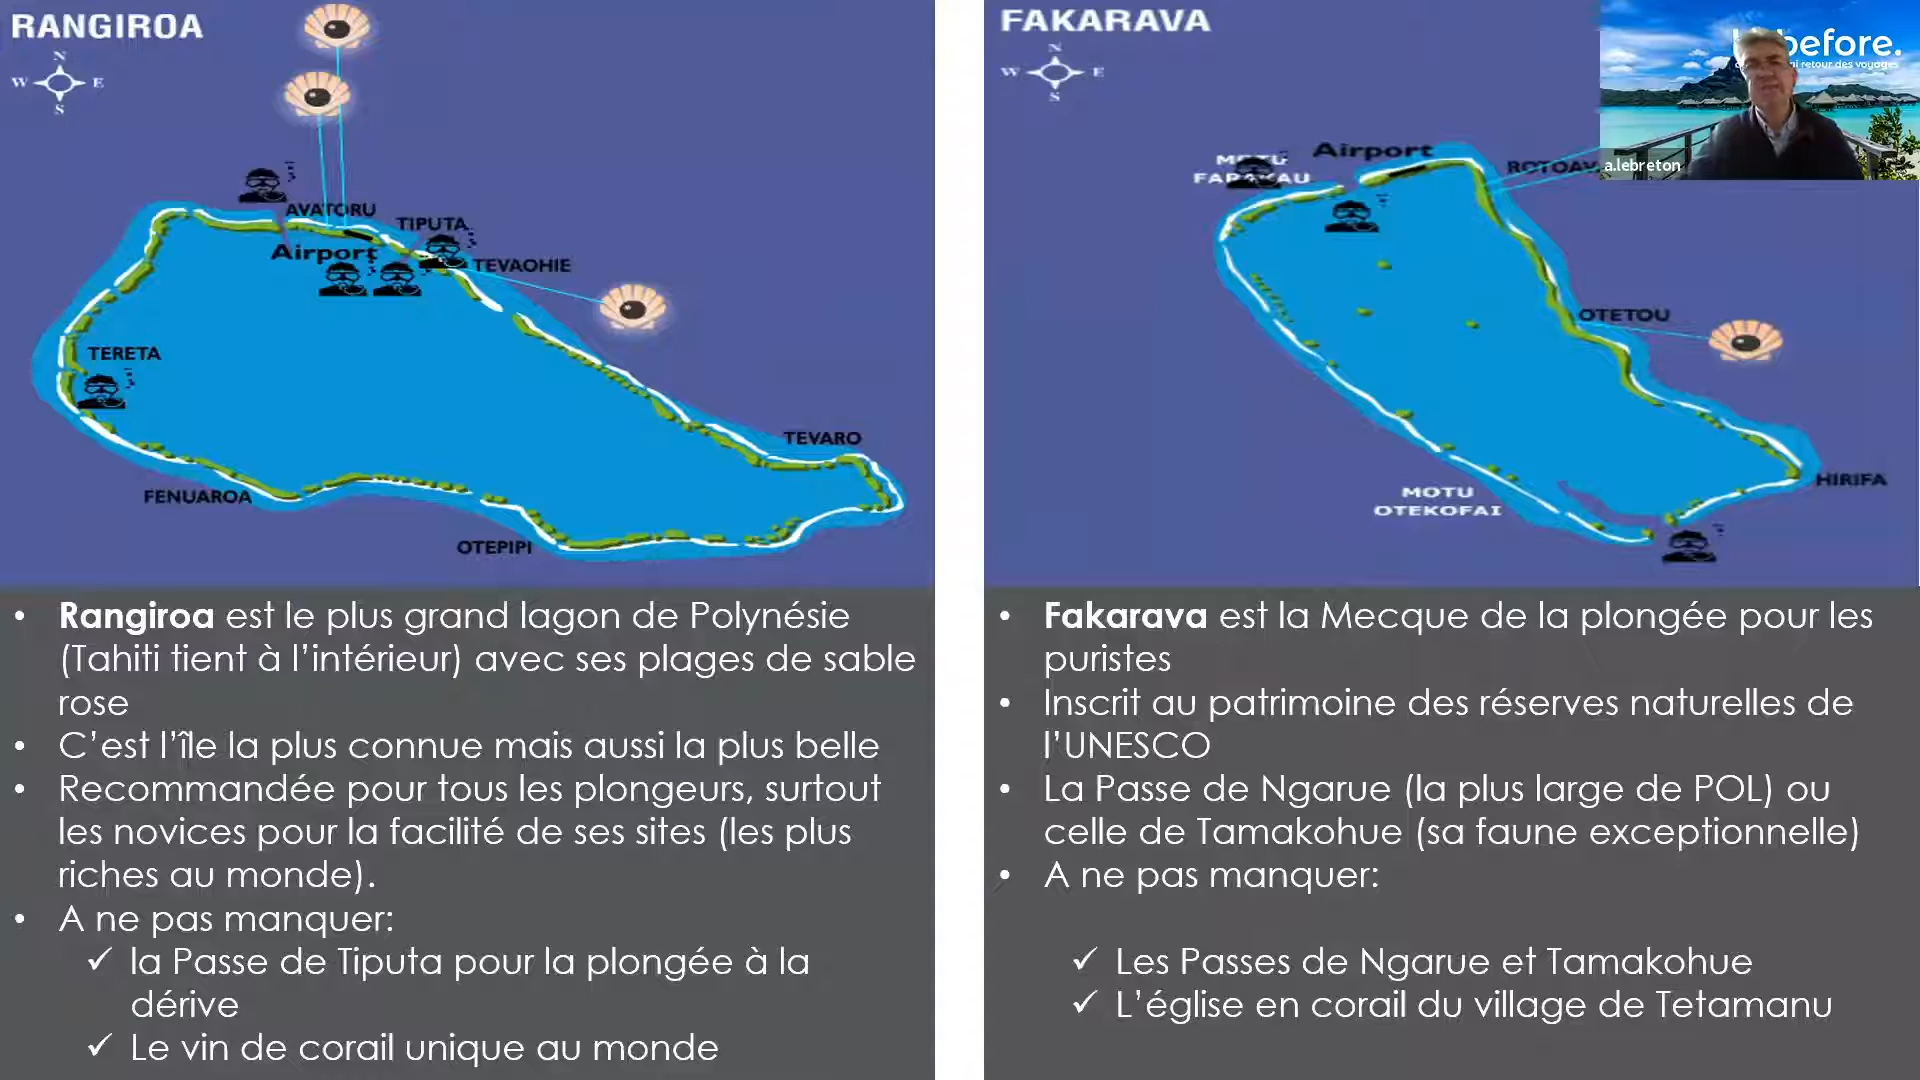 RANGIROA
N
W E
S
AVATORU
TIPUTA
Airport
TEVAOHIE
TERETA
TEVARO
FENUAROA
OTEPIPI
• Rangiroa est le plus grand lagon de Polynésie
(Tahiti tient à l’intérieur) avec ses plages de sable
rose
• C’est l’île la plus connue mais aussi la plus belle
• Recommandée pour tous les plongeurs, surtout
les novices pour la facilité de ses sites (les plus
riches au monde).
• A ne pas manquer:
✓ la Passe de Tiputa pour la plongée à la
dérive
✓ Le vin de corail unique au monde
FAKARAVA
N
W E
S
Airport
MOTU
OTETOU
HIRIFA
MOTU
OTEKOFAI
• Fakarava est la Mecque de la plongée pour les
puristes
• Inscrit au patrimoine des réserves naturelles de
l’UNESCO
• La Passe de Ngarue (la plus large de POL) ou
celle de Tamakohue (sa faune exceptionnelle)
• A ne pas manquer:
✓ Les Passes de Ngarue et Tamakohue
✓ L’église en corail du village de Tetamanu
before.
retour des voyages
a.lebreton